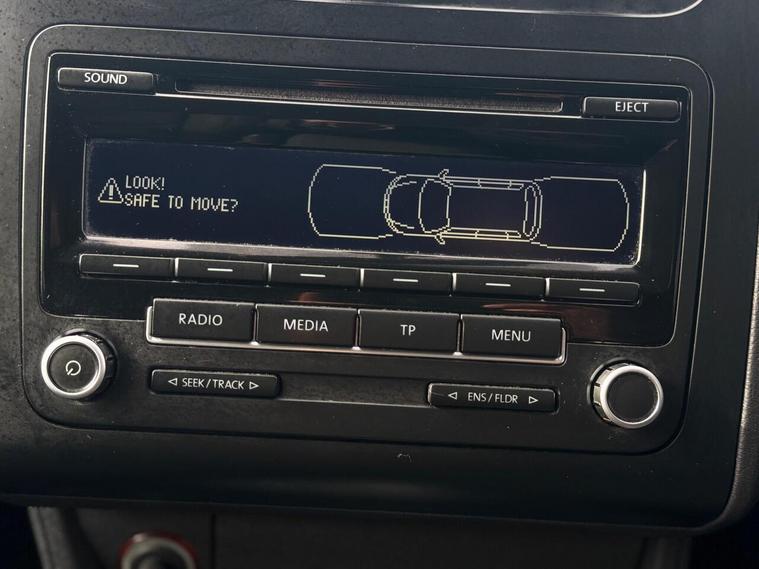 SOUND
EJECT
LOOK!
SAFE TO MOVE?
RADIO
MEDIA
TP
MENU
SEEK / TRACK
ENS / FLDR